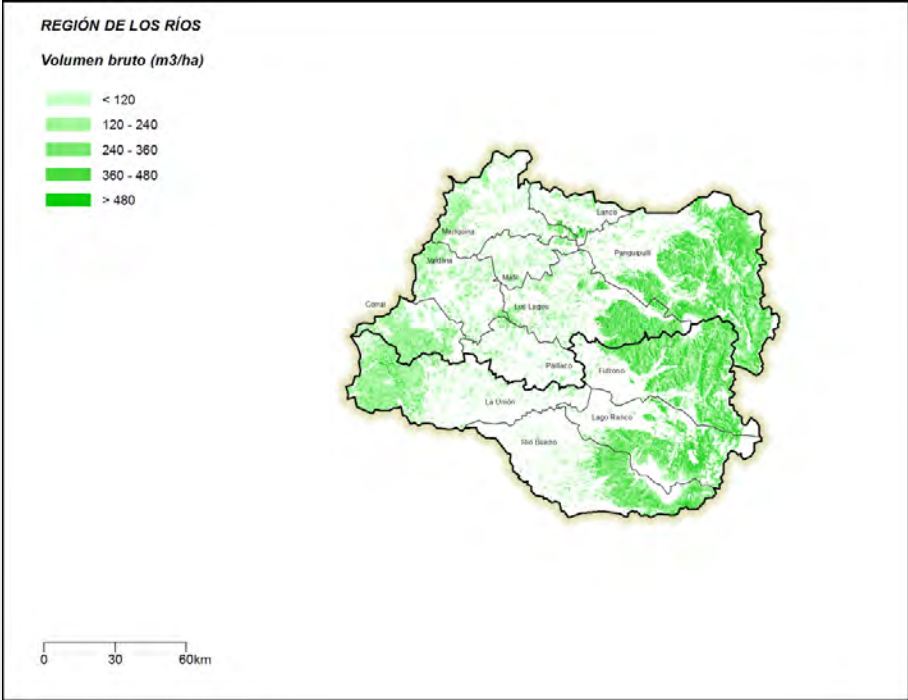 REGIÓN DE LOS RÍOS
Volumen bruto (m3/ha)
< 120
120 - 240
240 - 360
360 - 480
> 480
Lanco
Mariquina
Panguipulli
Valdivia
Máfil
Corral
Los Lagos
Paillaco
Futrono
La Unión
Lago Ranco
Río Bueno
0 30 60km